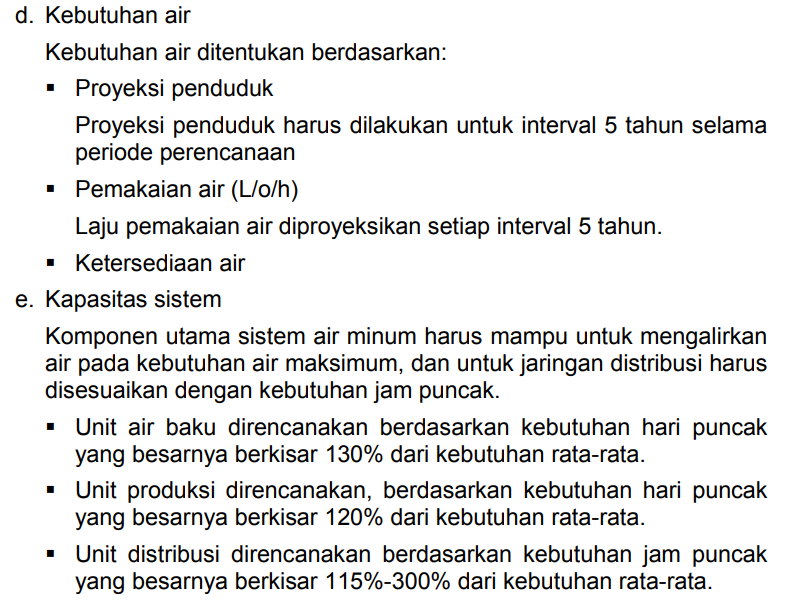 d. Kebutuhan air
Kebutuhan air ditentukan berdasarkan:
▪ Proyeksi penduduk
Proyeksi penduduk harus dilakukan untuk interval 5 tahun selama
periode perencanaan
▪ Pemakaian air (L/o/h)
Laju pemakaian air diproyeksikan setiap interval 5 tahun.
▪ Ketersediaan air
e. Kapasitas sistem
Komponen utama sistem air minum harus mampu untuk mengalirkan
air pada kebutuhan air maksimum, dan untuk jaringan distribusi harus
disesuaikan dengan kebutuhan jam puncak.
▪ Unit air baku direncanakan berdasarkan kebutuhan hari puncak
yang besarnya berkisar 130% dari kebutuhan rata-rata.
▪ Unit produksi direncanakan, berdasarkan kebutuhan hari puncak
yang besarnya berkisar 120% dari kebutuhan rata-rata.
▪ Unit distribusi direncanakan berdasarkan kebutuhan jam puncak
yang besarnya berkisar 115%-300% dari kebutuhan rata-rata.